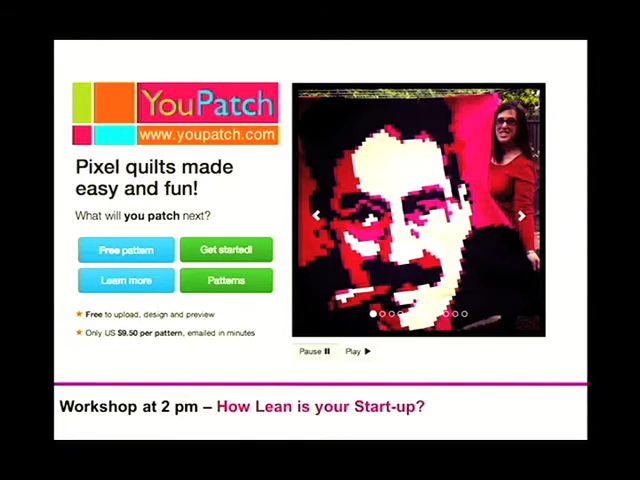 YouPatch
www.youpatch.com
Pixel quilts made
easy and fun!
What will you patch next?
Free pattern
Get started!
Learn more
Patterns
Free to upload, design and preview
Only US $9.50 per pattern, emailed in minutes
Pause
Play
Workshop at 2 pm – How Lean is your Start-up?